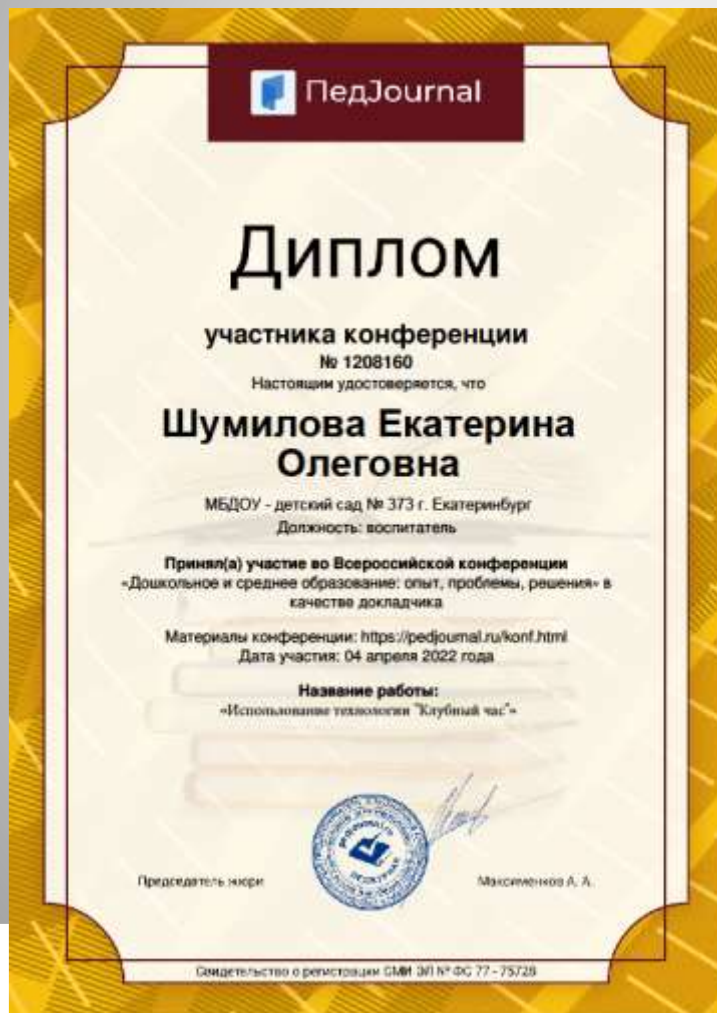 ПедJournal
Диплом
участника конференции
№ 1208160
Настоящим удостоверяется, что
Шумилова Екатерина
Олеговна
МБДОУ - детский сад № 373 г. Екатеринбург
Должность: воспитатель
Принял(а) участие во Всероссийской конференции
«Дошкольное и среднее образование: опыт, проблемы, решения» в
качестве докладчика
Материалы конференции: https://pedjournal.ru/konf.html
Дата участия: 04 апреля 2022 года
Название работы:
«Использование технологии "Клубный час"»
Председатель жюри
Максименков А. А.
Свидетельство о регистрации СМИ ЭЛ № ФС 77 - 75728